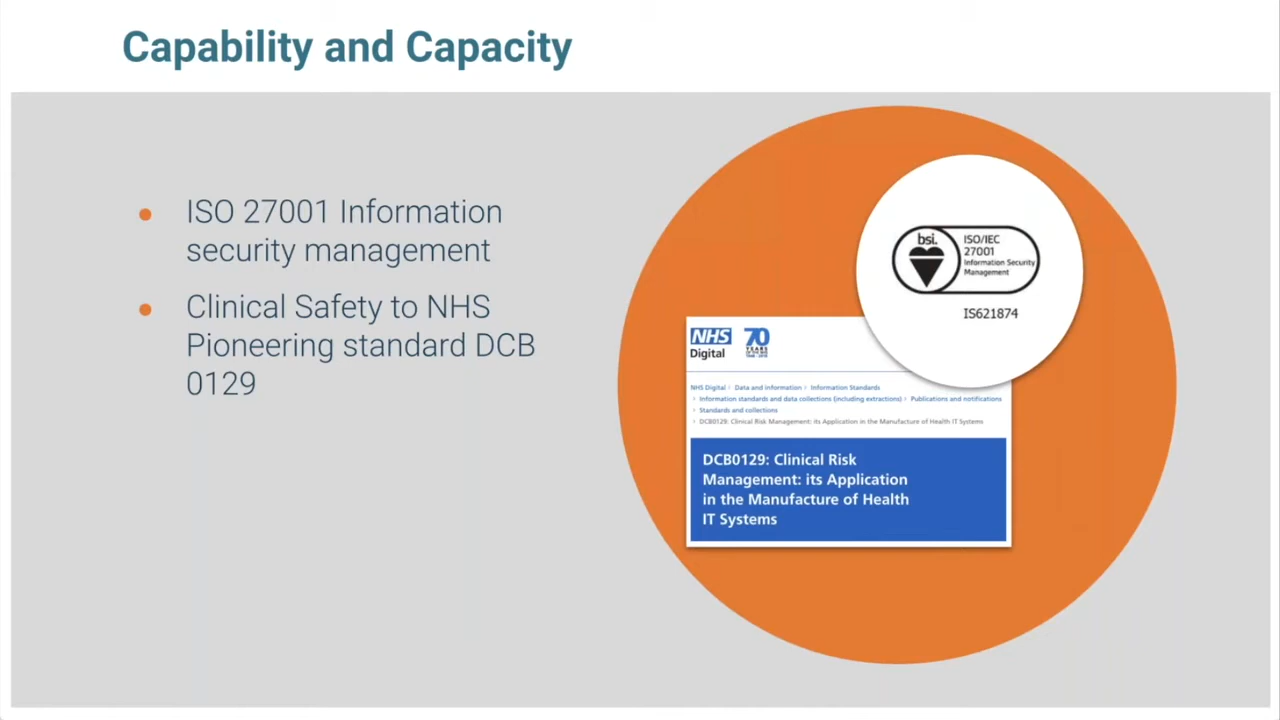 Capability and Capacity
ISO 27001 Information
security management
Clinical Safety to NHS
Pioneering standard DCB
0129
bsi.
ISO/IEC
27001
Information Security
Management
IS621874
NHS
Digital
70
YEARS
NHS Digital › Data and information › Information Standards
› Information standards and data collections (including extractions) › Publications and notifications
› Standards and collections
› DCB0129: Clinical Risk Management: its Application in the Manufacture of Health IT Systems
DCB0129: Clinical Risk
Management: its Application
in the Manufacture of Health
IT Systems